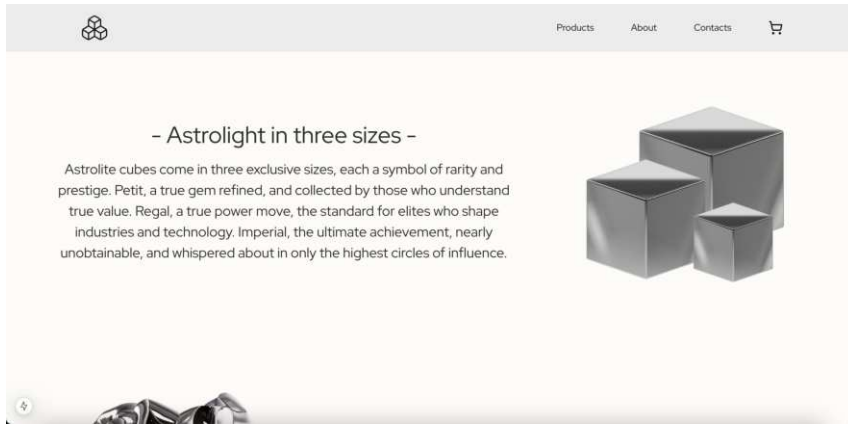 Products About Contacts
- Astrolight in three sizes -
Astrolite cubes come in three exclusive sizes, each a symbol of rarity and
prestige. Petit, a true gem refined, and collected by those who understand
true value. Regal, a true power move, the standard for elites who shape
industries and technology. Imperial, the ultimate achievement, nearly
unobtainable, and whispered about in only the highest circles of influence.